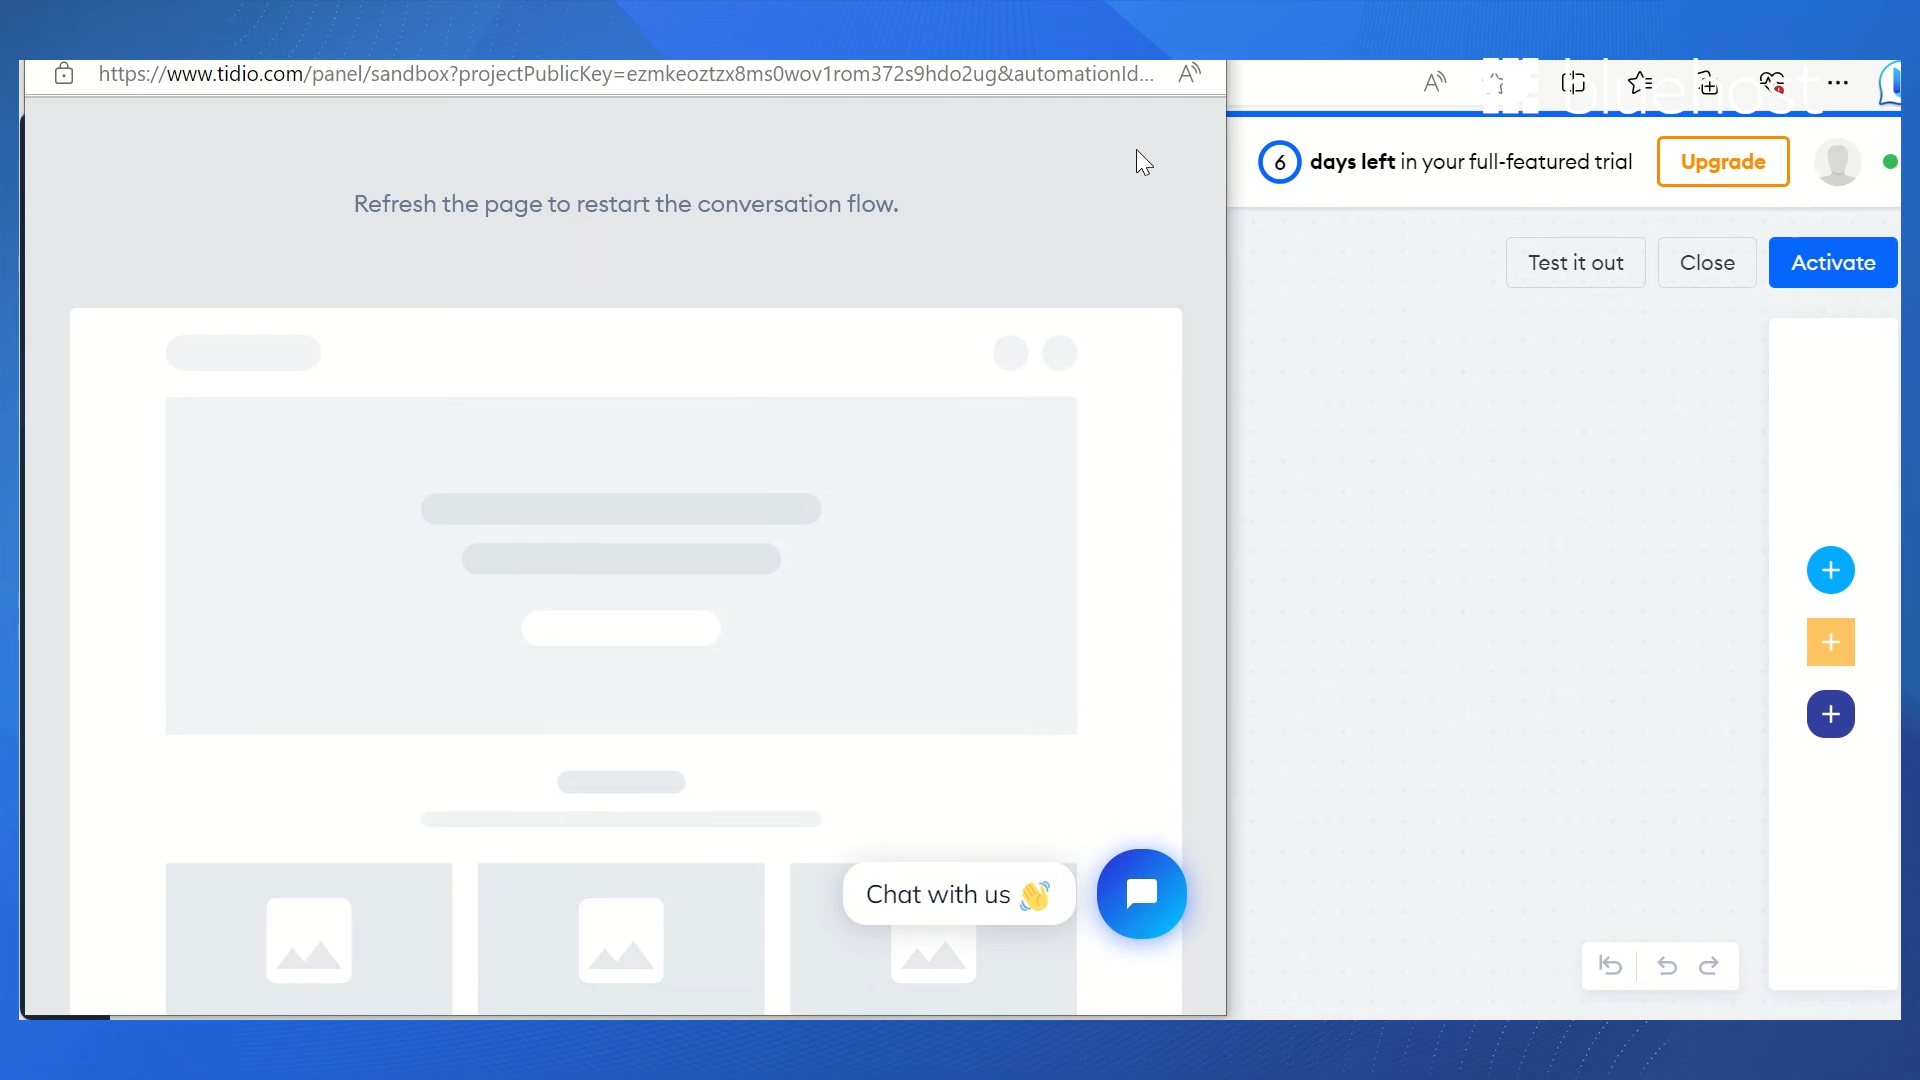 https://www.tidio.com/panel/sandbox?projectPublicKey=ezmkeoztzx8ms0wov1rom372s9hdo2ug&automationId...
bluehost
6 days left in your full-featured trial
Upgrade
Refresh the page to restart the conversation flow.
Test it out
Close
Activate
Chat with us 👋